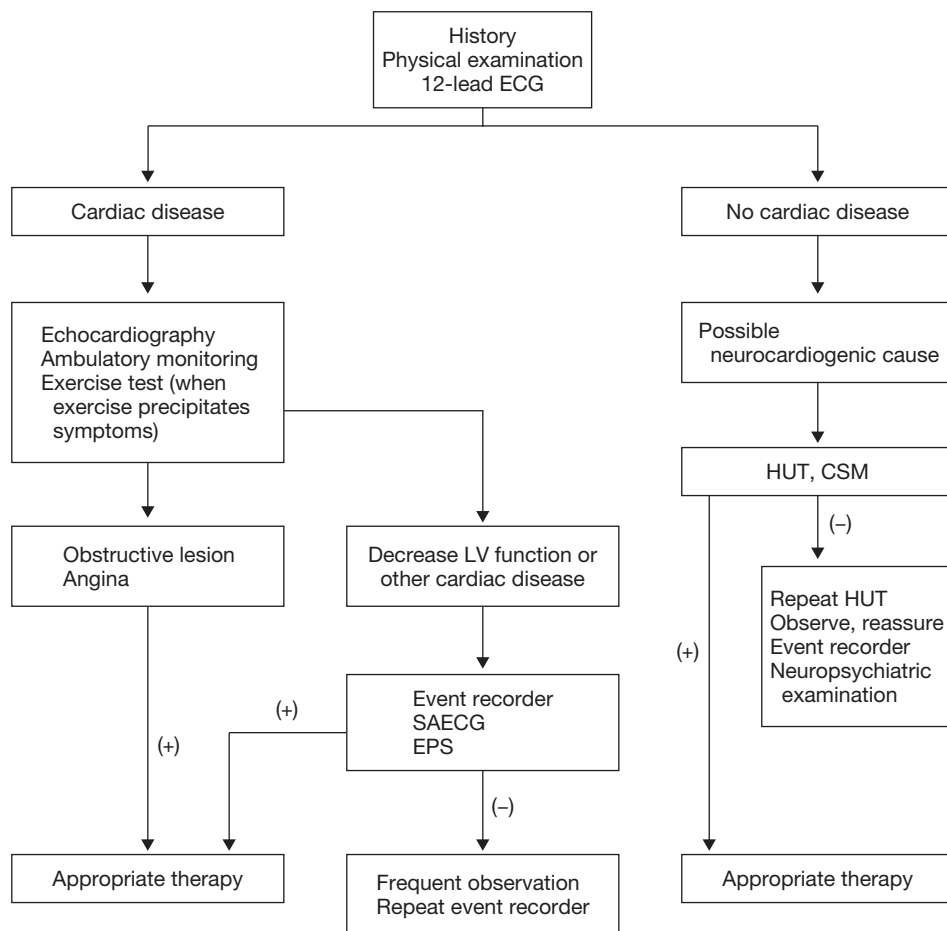 History
Physical examination
12-lead ECG
Cardiac disease
No cardiac disease
Echocardiography
Ambulatory monitoring
Exercise test (when
exercise precipitates
symptoms)
Possible
neurocardiogenic cause
HUT, CSM
(–)
Obstructive lesion
Angina
Decrease LV function or
other cardiac disease
Repeat HUT
Observe, reassure
Event recorder
Neuropsychiatric
examination
(+)
Event recorder
SAECG
EPS
(+)
(+)
(–)
Appropriate therapy
Frequent observation
Repeat event recorder
Appropriate therapy